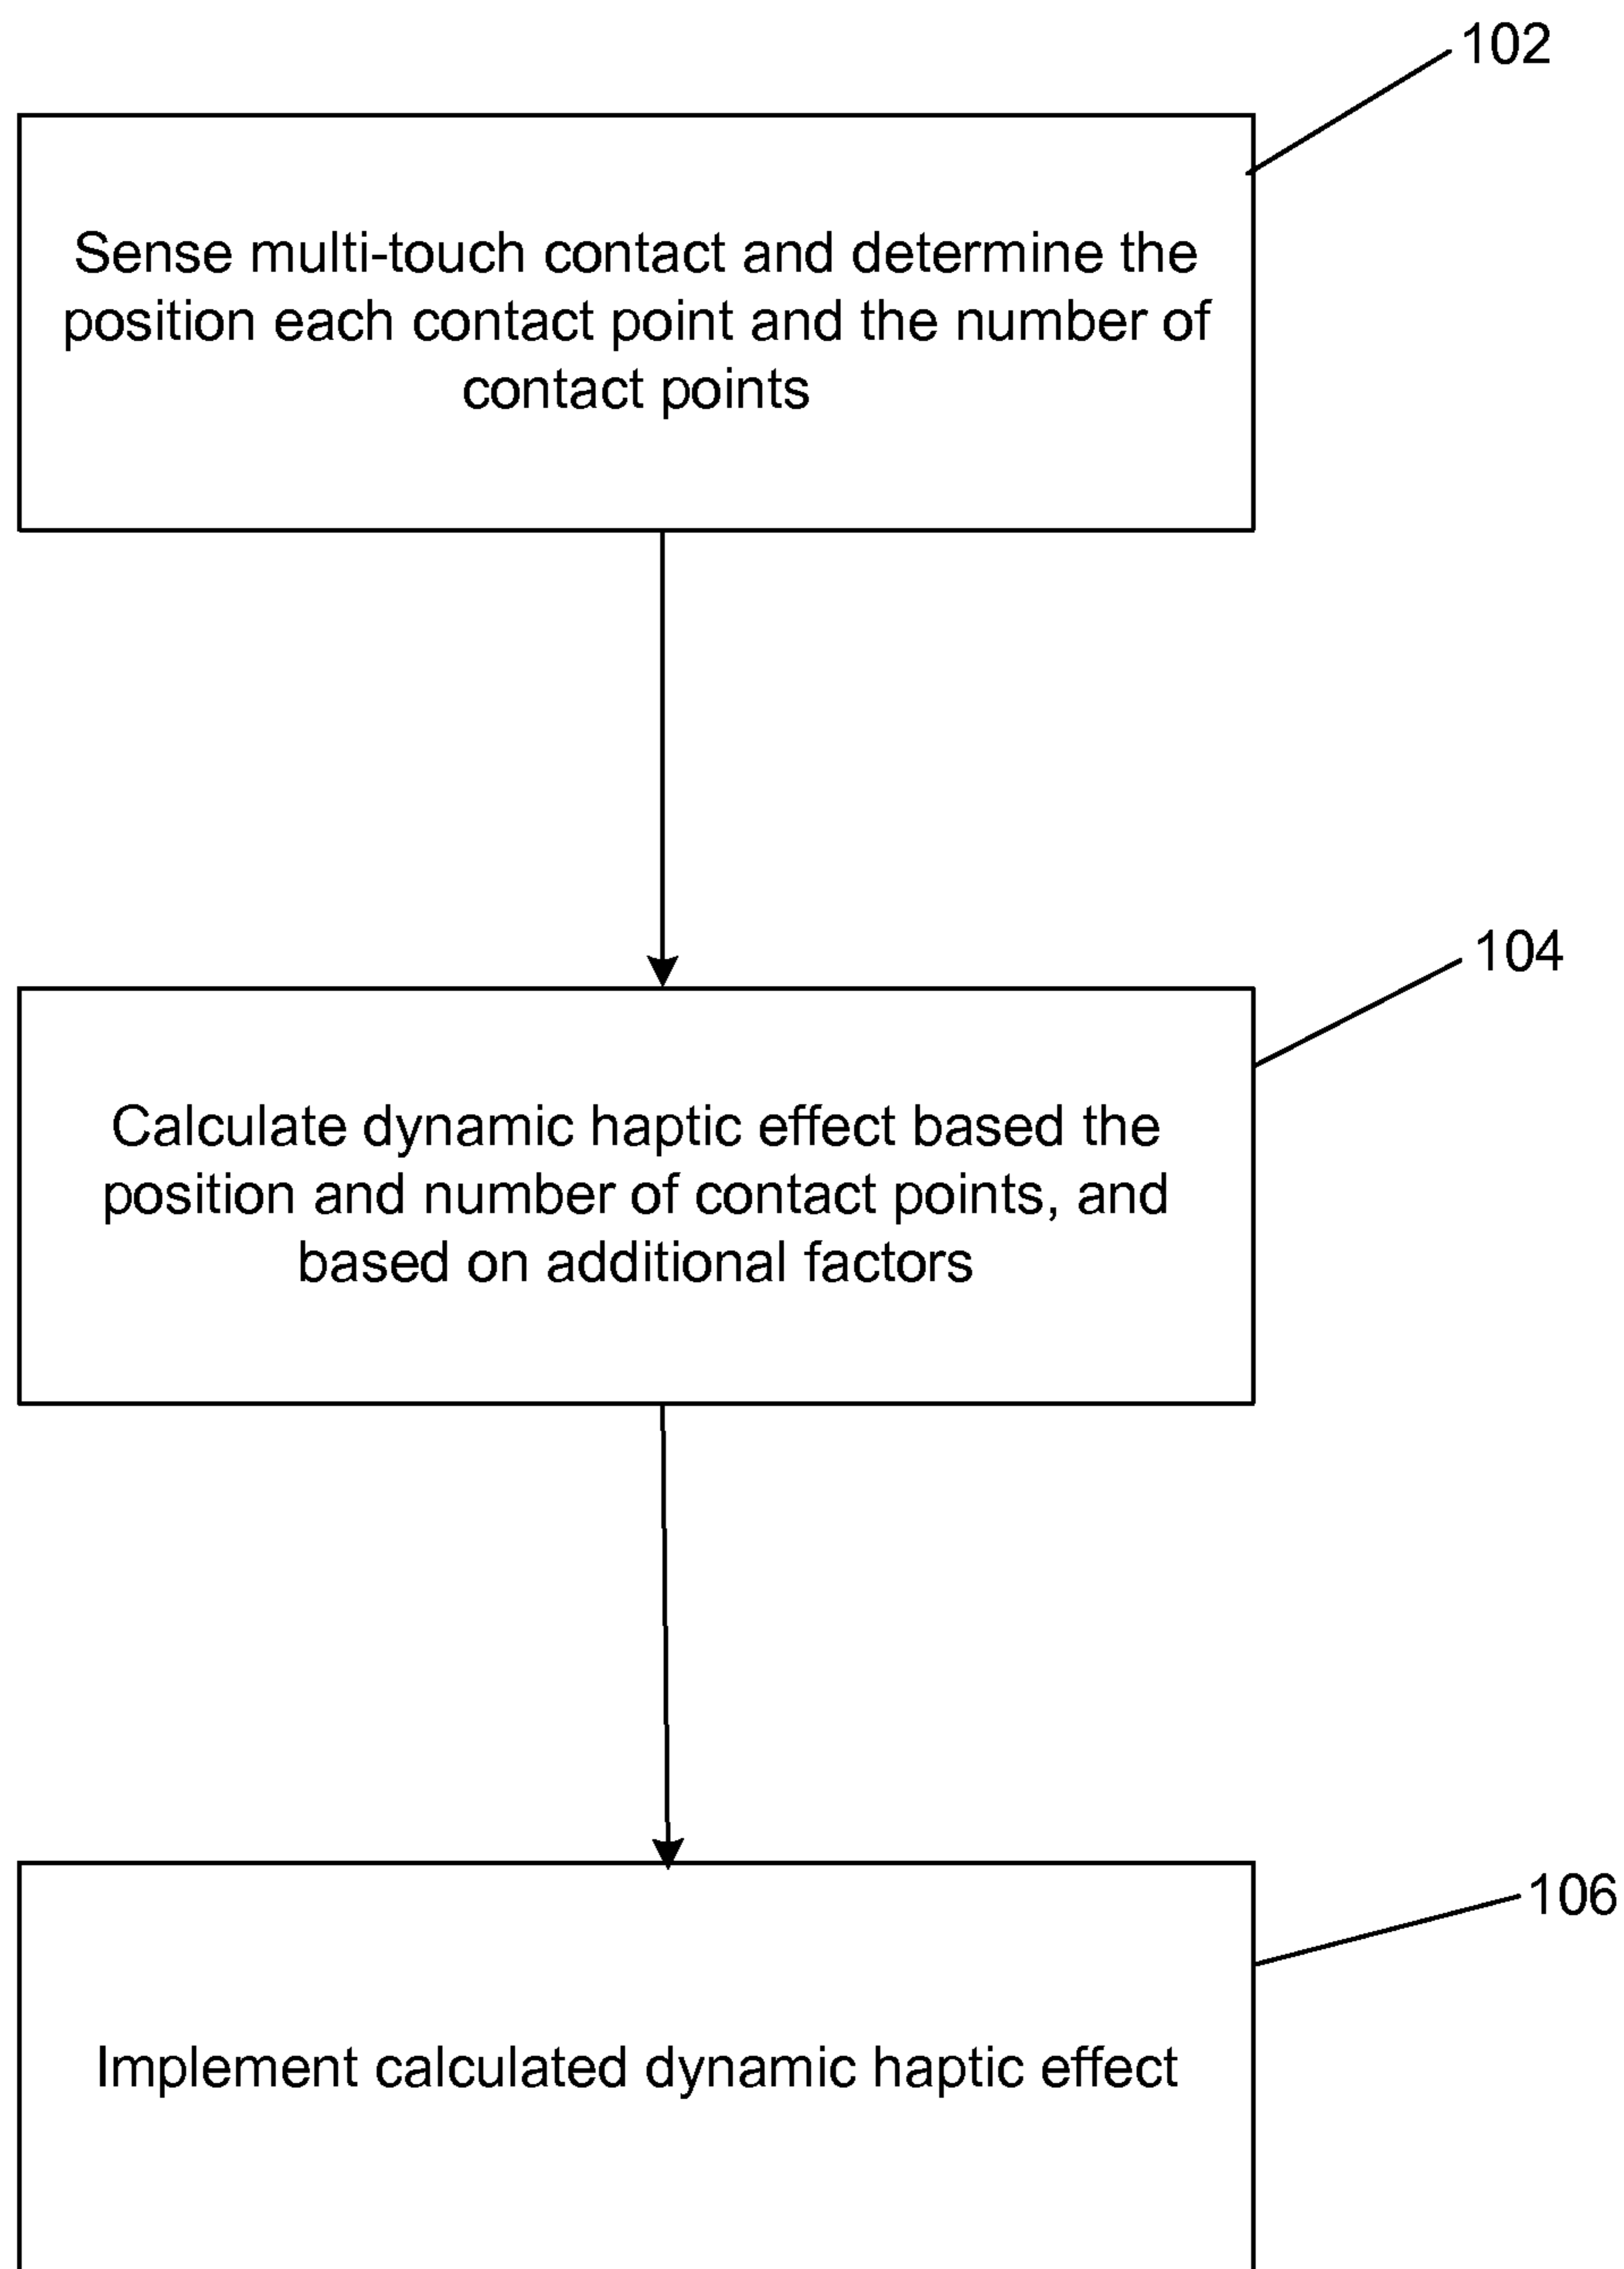 102
Sense multi-touch contact and determine the
position each contact point and the number of
contact points
104
Calculate dynamic haptic effect based the
position and number of contact points, and
based on additional factors
106
Implement calculated dynamic haptic effect